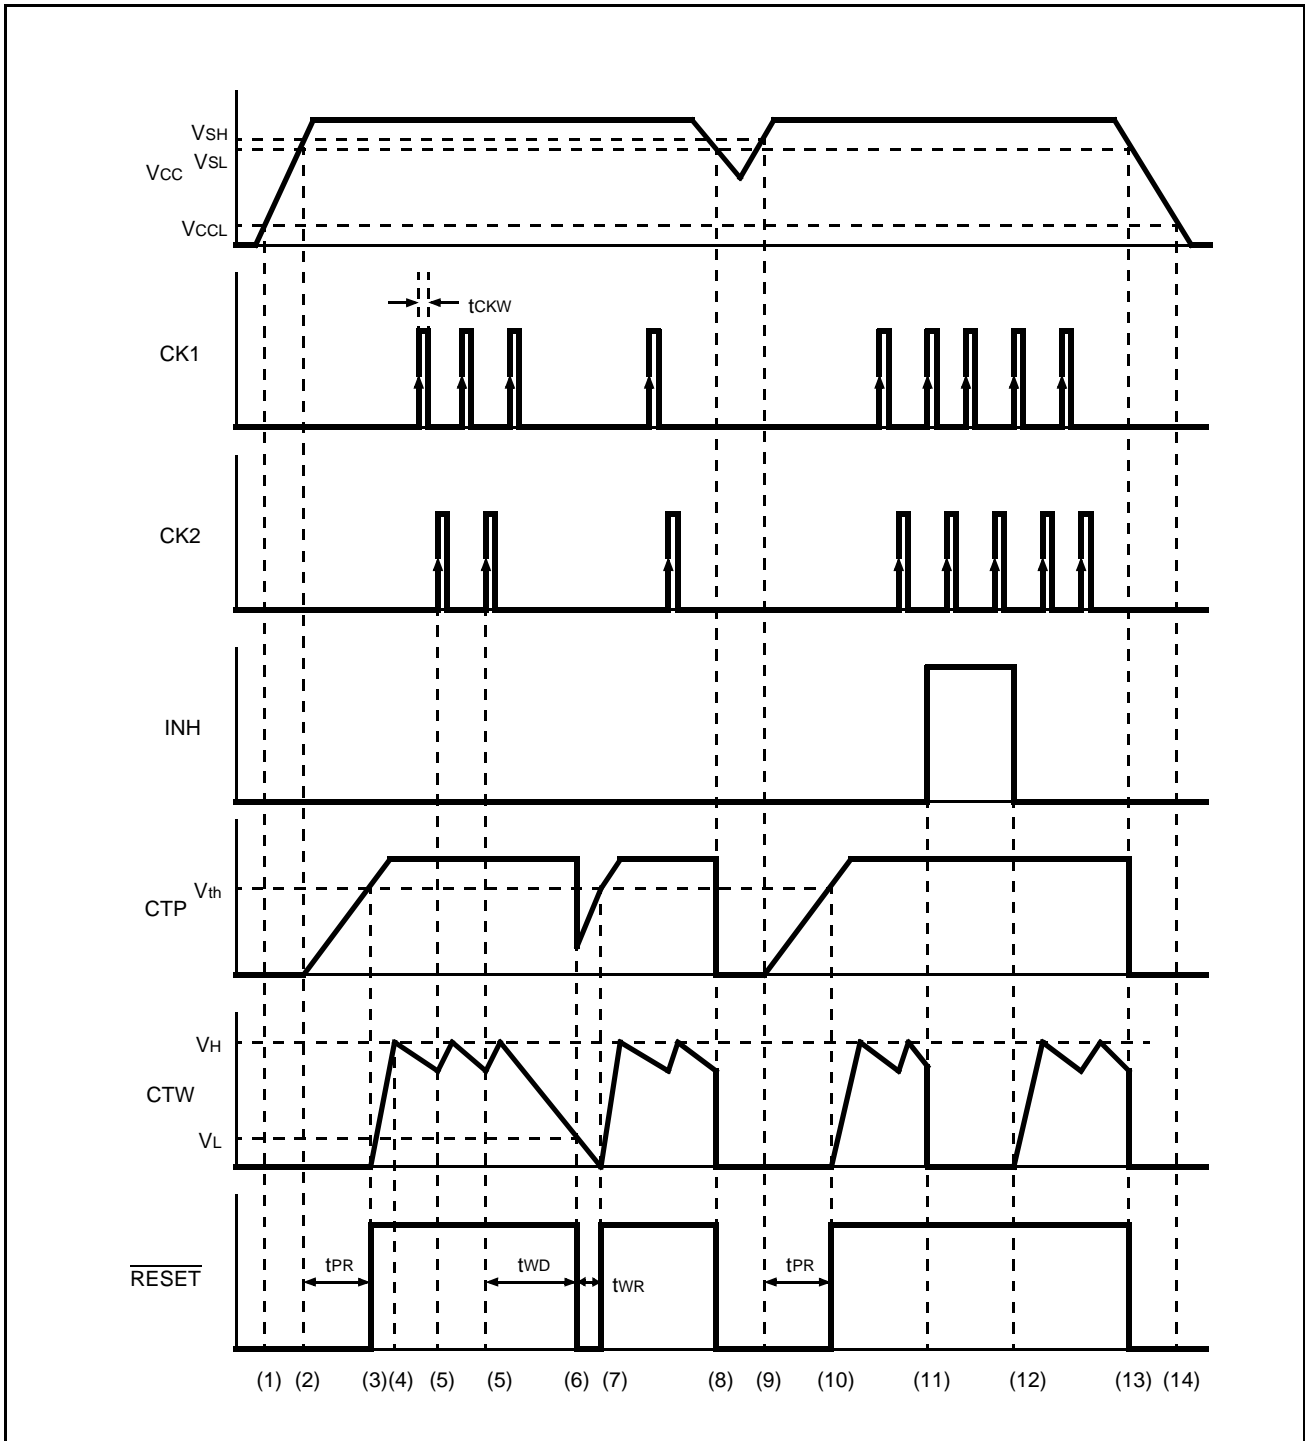 VSH
VSL
VCC
VCCL
tCKW
CK1
CK2
INH
Vth
CTP
VH
CTW
VL
tPR tWD tWR tPR
RESET
(1) (2) (3) (4) (5) (5) (6) (7) (8) (9) (10) (11) (12) (13) (14)